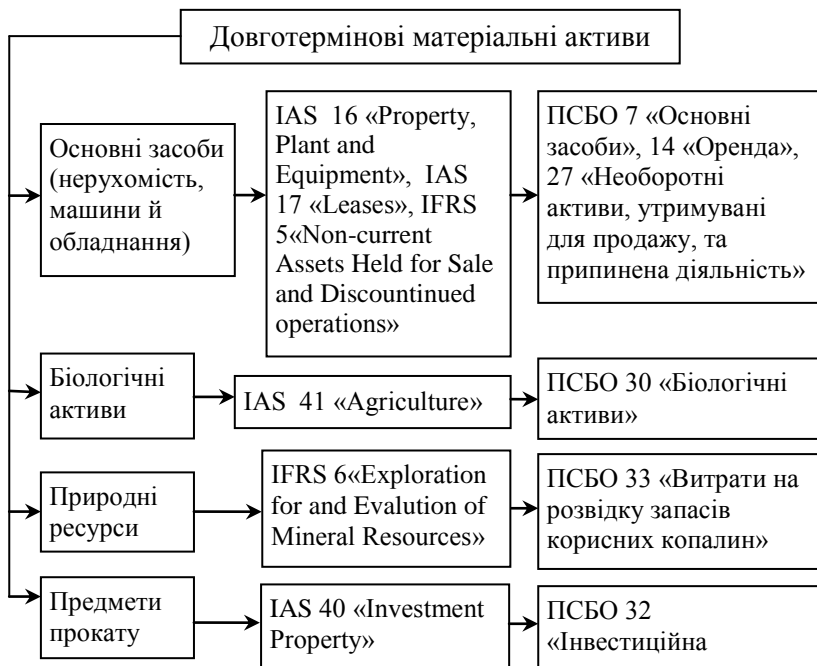 Довготермінові матеріальні активи
Основні засоби
(нерухомість,
машини й
обладнання)
IAS 16 «Property,
Plant and
Equipment», IAS
17 «Leases», IFRS
5«Non-current
Assets Held for Sale
and Discountinued
operations»
ПСБО 7 «Основні
засоби», 14 «Оренда»,
27 «Необоротні
активи, утримувані
для продажу, та
припинена діяльність»
Біологічні
активи
IAS 41 «Agriculture»
ПСБО 30 «Біологічні
активи»
Природні
ресурси
IFRS 6«Exploration
for and Evalution of
Mineral Resources»
ПСБО 33 «Витрати на
розвідку запасів
корисних копалин»
Предмети
прокату
IAS 40 «Investment
Property»
ПСБО 32
«Інвестиційна